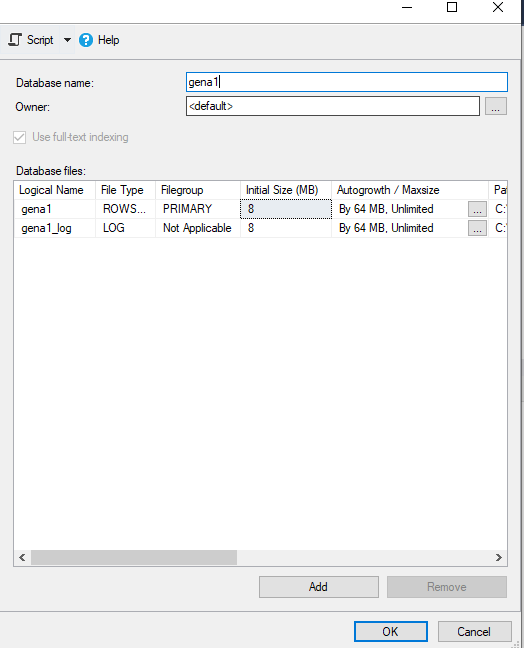 Script Help
Database name: gena1
Owner: <default> ...
Use full-text indexing
Database files:
Logical Name File Type Filegroup Initial Size (MB) Autogrowth / Maxsize
gena1 ROWS... PRIMARY 8 By 64 MB, Unlimited ... C:\
gena1_log LOG Not Applicable 8 By 64 MB, Unlimited ... C:\
Add Remove
OK Cancel